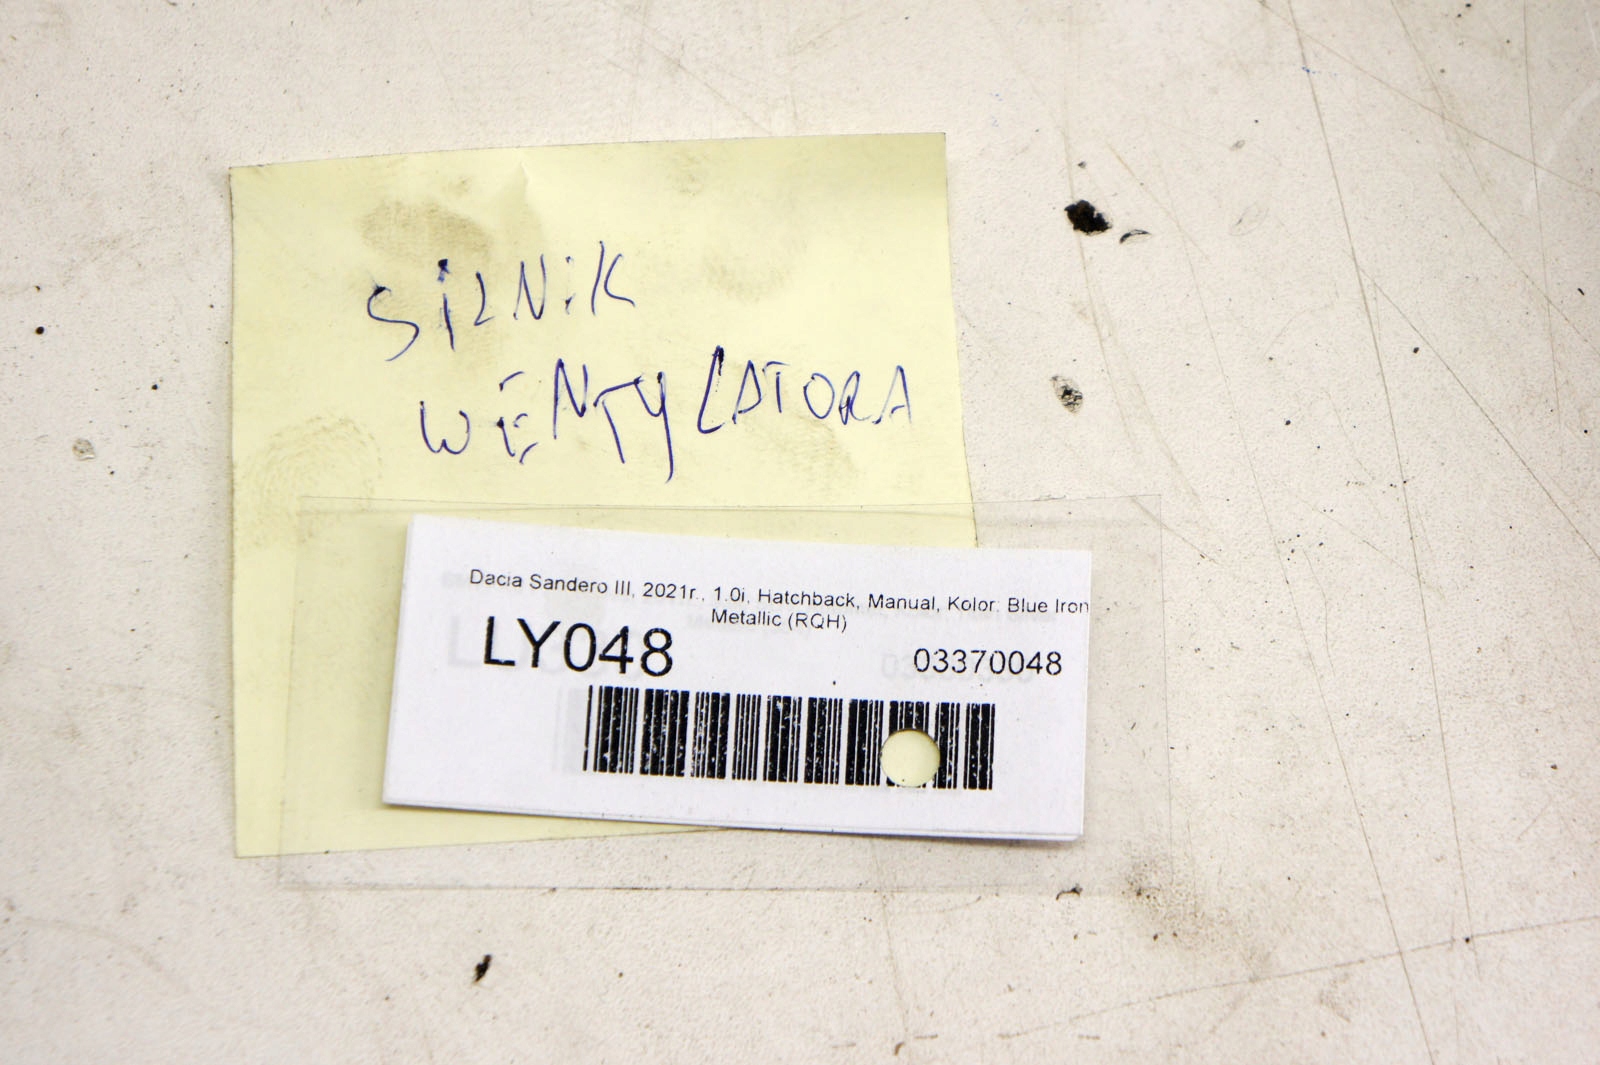 SILNIK
WENTYLATORA
Dacia Sandero III, 2021r., 1.0i, Hatchback, Manual, Kolor: Blue Iron
Metallic (RQH)
LY048
03370048